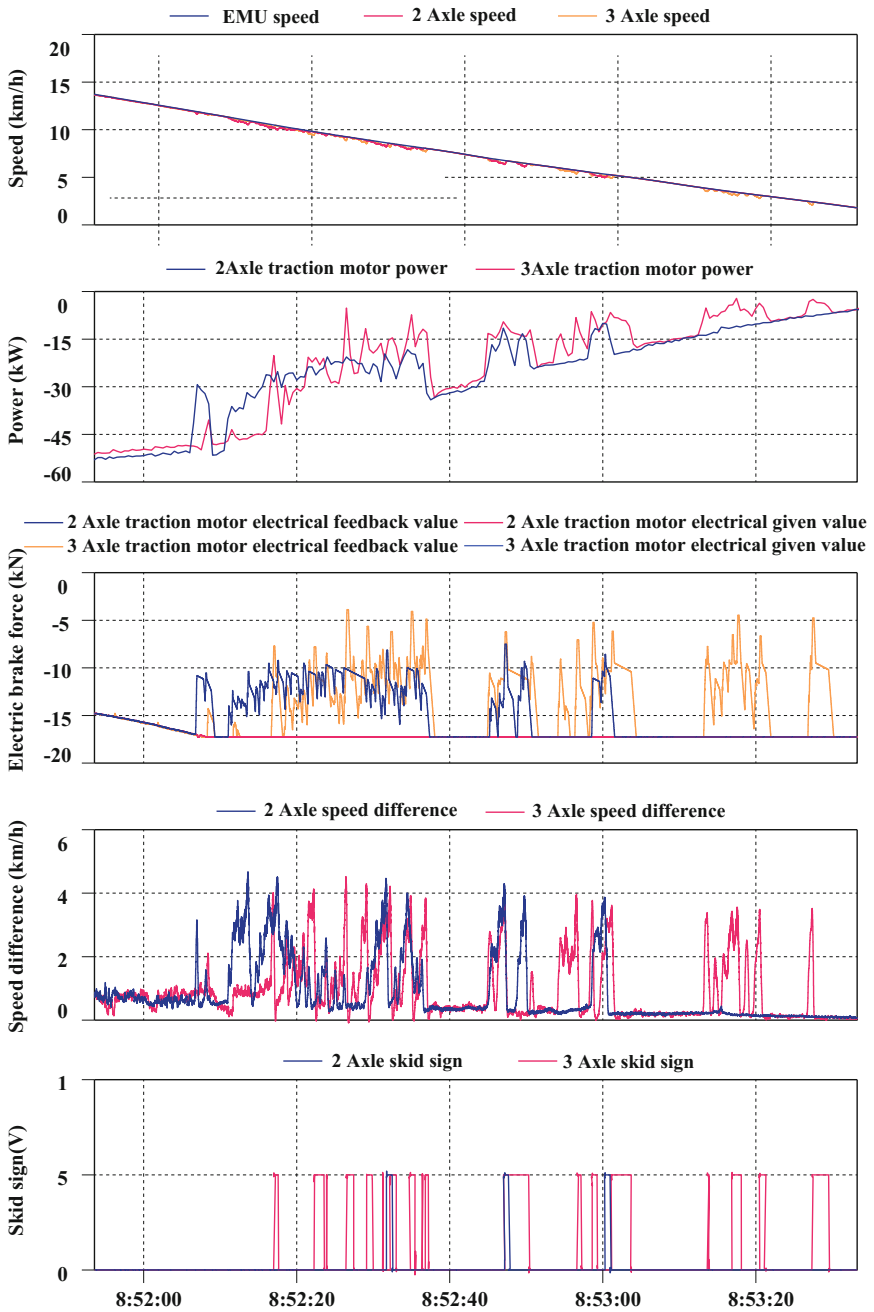 EMU speed 2 Axle speed 3 Axle speed
20
15
10
5
0
Speed (km/h)
2Axle traction motor power 3Axle traction motor power
0
-15
-30
-45
-60
Power (kW)
2 Axle traction motor electrical feedback value 2 Axle traction motor electrical given value
3 Axle traction motor electrical feedback value 3 Axle traction motor electrical given value
0
-5
-10
-15
-20
Electric brake force (kN)
2 Axle speed difference 3 Axle speed difference
6
4
2
0
Speed difference (km/h)
2 Axle skid sign 3 Axle skid sign
1
5
0
Skid sign(V)
8:52:00 8:52:20 8:52:40 8:53:00 8:53:20